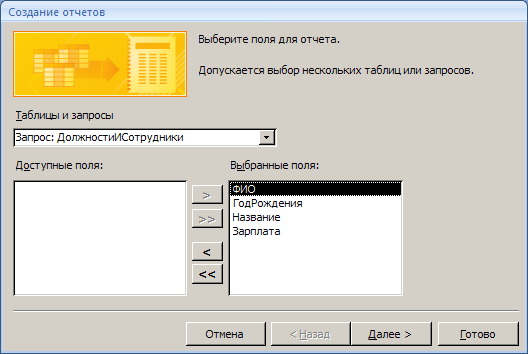 Создание отчетов
Выберите поля для отчета.
Допускается выбор нескольких таблиц или запросов.
Таблицы и запросы
Запрос: ДолжностиИСотрудники
Доступные поля:
Выбранные поля:
ФИО
ГодРождения
Название
Зарплата
>
>>
<
<<
Отмена
< Назад
Далее >
Готово